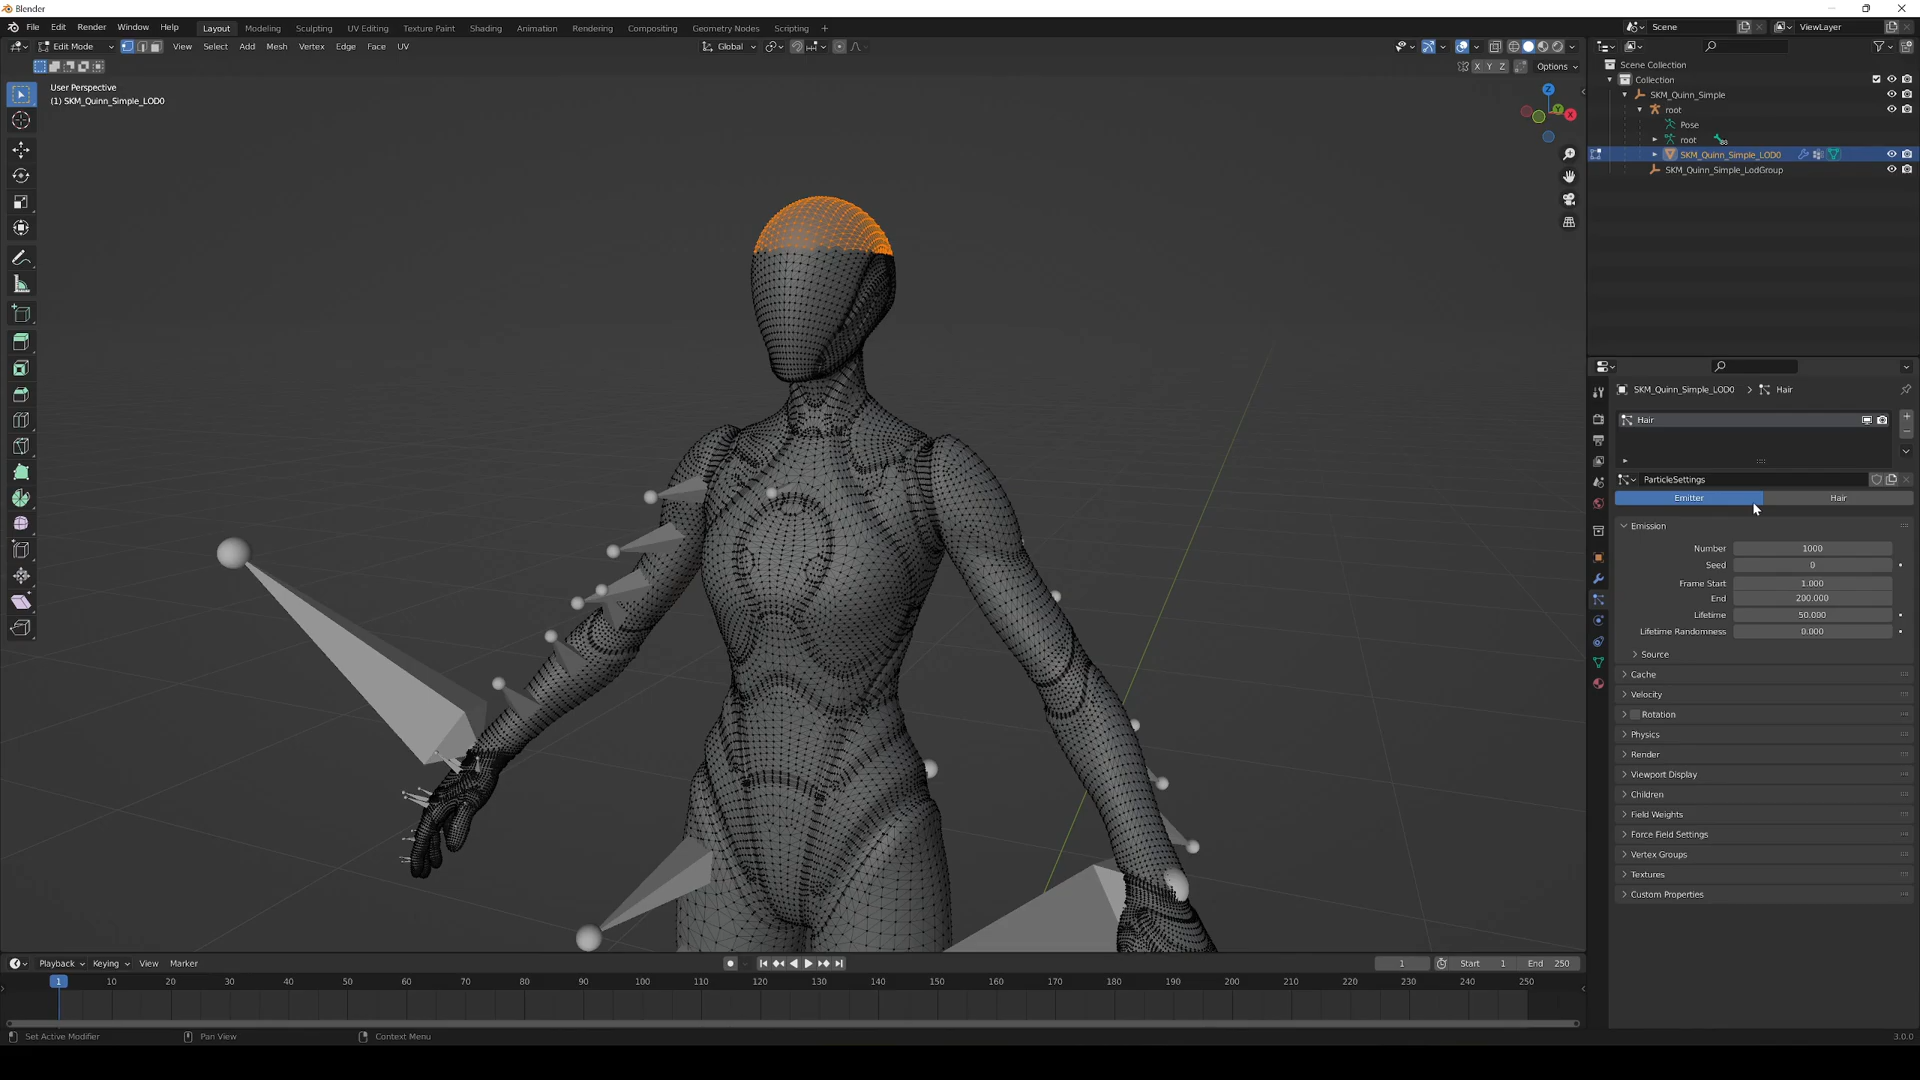 Blender
File Edit Render Window Help Layout Modeling Sculpting UV Editing Texture Paint Shading Animation Rendering Compositing Geometry Nodes Scripting + Scene ViewLayer
Edit Mode View Select Add Mesh Vertex Edge Face UV Global
X Y Z Options
User Perspective
(1) SKM_Quinn_Simple_LOD0
Z
Y
X
Scene Collection
Collection
SKM_Quinn_Simple
root
Pose
root
SKM_Quinn_Simple_LOD0
SKM_Quinn_Simple_LodGroup
SKM_Quinn_Simple_LOD0 > Hair
Hair
ParticleSettings
Emitter Hair
Emission
Number 1000
Seed 0
Frame Start 1.000
End 200.000
Lifetime 50.000
Lifetime Randomness 0.000
Source
Cache
Velocity
Rotation
Physics
Render
Viewport Display
Children
Field Weights
Force Field Settings
Vertex Groups
Textures
Custom Properties
Playback Keying View Marker 1 Start 1 End 250
1 10 20 30 40 50 60 70 80 90 100 110 120 130 140 150 160 170 180 190 200 210 220 230 240 250
Set Active Modifier Pan View Context Menu 3.0.0